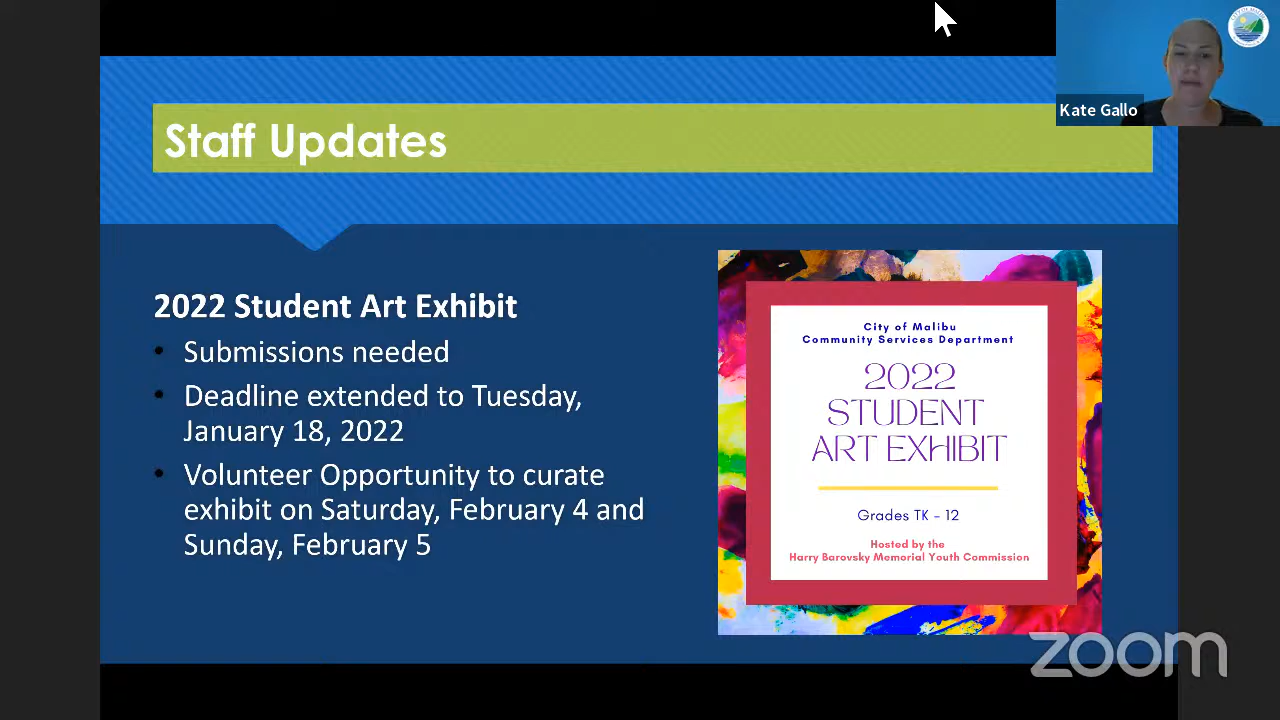 Kate Gallo
Staff Updates
2022 Student Art Exhibit
• Submissions needed
• Deadline extended to Tuesday,
January 18, 2022
• Volunteer Opportunity to curate
exhibit on Saturday, February 4 and
Sunday, February 5
City of Malibu
Community Services Department
2022
STUDENT
ART EXHIBIT
Grades TK – 12
Hosted by the
Harry Barovsky Memorial Youth Commission
zoom